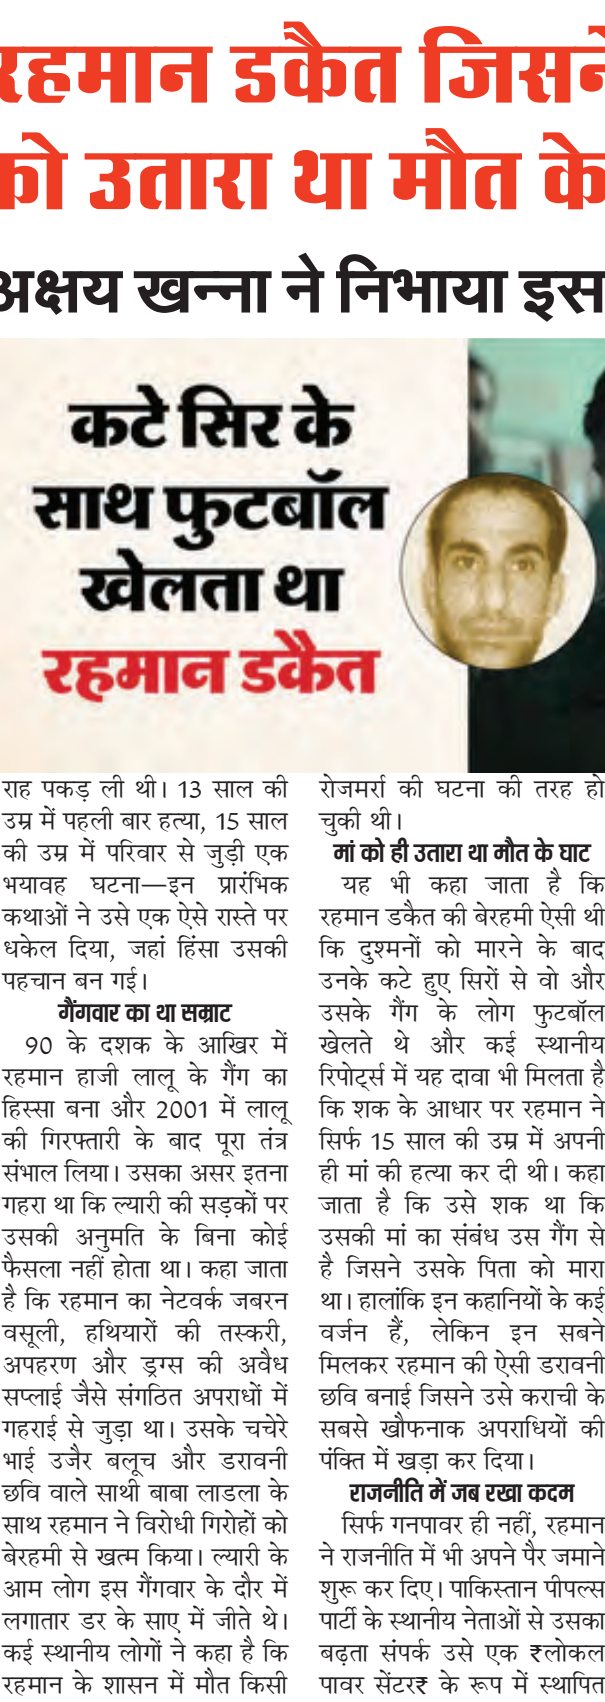 रहमान डकैत जिसने
को उतारा था मौत के
अक्षय खन्ना ने निभाया इस
कटे सिर के
साथ फुटबॉल
खेलता था
रहमान डकैत
राह पकड़ ली थी। 13 साल की
उम्र में पहली बार हत्या, 15 साल
की उम्र में परिवार से जुड़ी एक
भयावह घटना—इन प्रारंभिक
कथाओं ने उसे एक ऐसे रास्ते पर
धकेल दिया, जहां हिंसा उसकी
पहचान बन गई।
गैंगवार का था सम्राट
90 के दशक के आखिर में
रहमान हाजी लालू के गैंग का
हिस्सा बना और 2001 में लालू
की गिरफ्तारी के बाद पूरा तंत्र
संभाल लिया। उसका असर इतना
गहरा था कि ल्यारी की सड़कों पर
उसकी अनुमति के बिना कोई
फैसला नहीं होता था। कहा जाता
है कि रहमान का नेटवर्क जबरन
वसूली, हथियारों की तस्करी,
अपहरण और ड्रग्स की अवैध
सप्लाई जैसे संगठित अपराधों में
गहराई से जुड़ा था। उसके चचेरे
भाई उजैर बलूच और डरावनी
छवि वाले साथी बाबा लाडला के
साथ रहमान ने विरोधी गिरोहों को
बेरहमी से खत्म किया। ल्यारी के
आम लोग इस गैंगवार के दौर में
लगातार डर के साए में जीते थे।
कई स्थानीय लोगों ने कहा है कि
रहमान के शासन में मौत किसी
रोजमर्रा की घटना की तरह हो
चुकी थी।
मां को ही उतारा था मौत के घाट
यह भी कहा जाता है कि
रहमान डकैत की बेरहमी ऐसी थी
कि दुश्मनों को मारने के बाद
उनके कटे हुए सिरों से वो और
उसके गैंग के लोग फुटबॉल
खेलते थे और कई स्थानीय
रिपोर्ट्स में यह दावा भी मिलता है
कि शक के आधार पर रहमान ने
सिर्फ 15 साल की उम्र में अपनी
ही मां की हत्या कर दी थी। कहा
जाता है कि उसे शक था कि
उसकी मां का संबंध उस गैंग से
है जिसने उसके पिता को मारा
था। हालांकि इन कहानियों के कई
वर्जन हैं, लेकिन इन सबने
मिलकर रहमान की ऐसी डरावनी
छवि बनाई जिसने उसे कराची के
सबसे खौफनाक अपराधियों की
पंक्ति में खड़ा कर दिया।
राजनीति में जब रखा कदम
सिर्फ गनपावर ही नहीं, रहमान
ने राजनीति में भी अपने पैर जमाने
शुरू कर दिए। पाकिस्तान पीपल्स
पार्टी के स्थानीय नेताओं से उसका
बढ़ता संपर्क उसे एक ₹लोकल
पावर सेंटर₹ के रूप में स्थापित